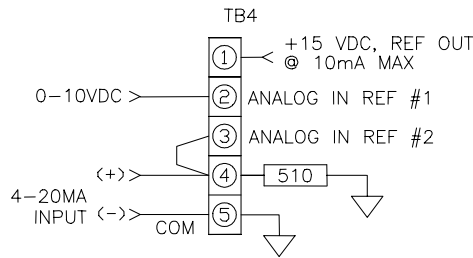 TB4
1
+15 VDC, REF OUT
@ 10mA MAX
0-10VDC
2
ANALOG IN REF #1
3
ANALOG IN REF #2
(+)
4
510
4-20MA
INPUT (-)
COM
5